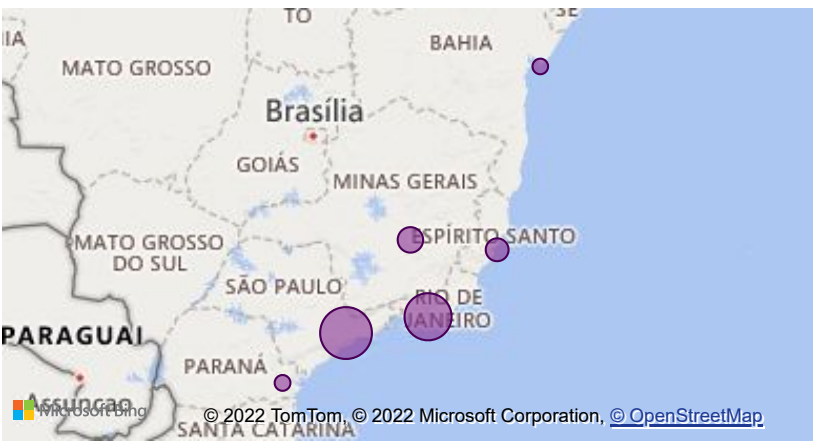 TO
SE
IA
BAHIA
MATO GROSSO
Brasília
GOIÁS
MINAS GERAIS
MATO GROSSO
DO SUL
ESPÍRITO SANTO
SÃO PAULO
RIO DE
JANEIRO
PARAGUAI
PARANÁ
Assuncao
Microsoft Bing
© 2022 TomTom, © 2022 Microsoft Corporation, © OpenStreetMap
SANTA CATARINA